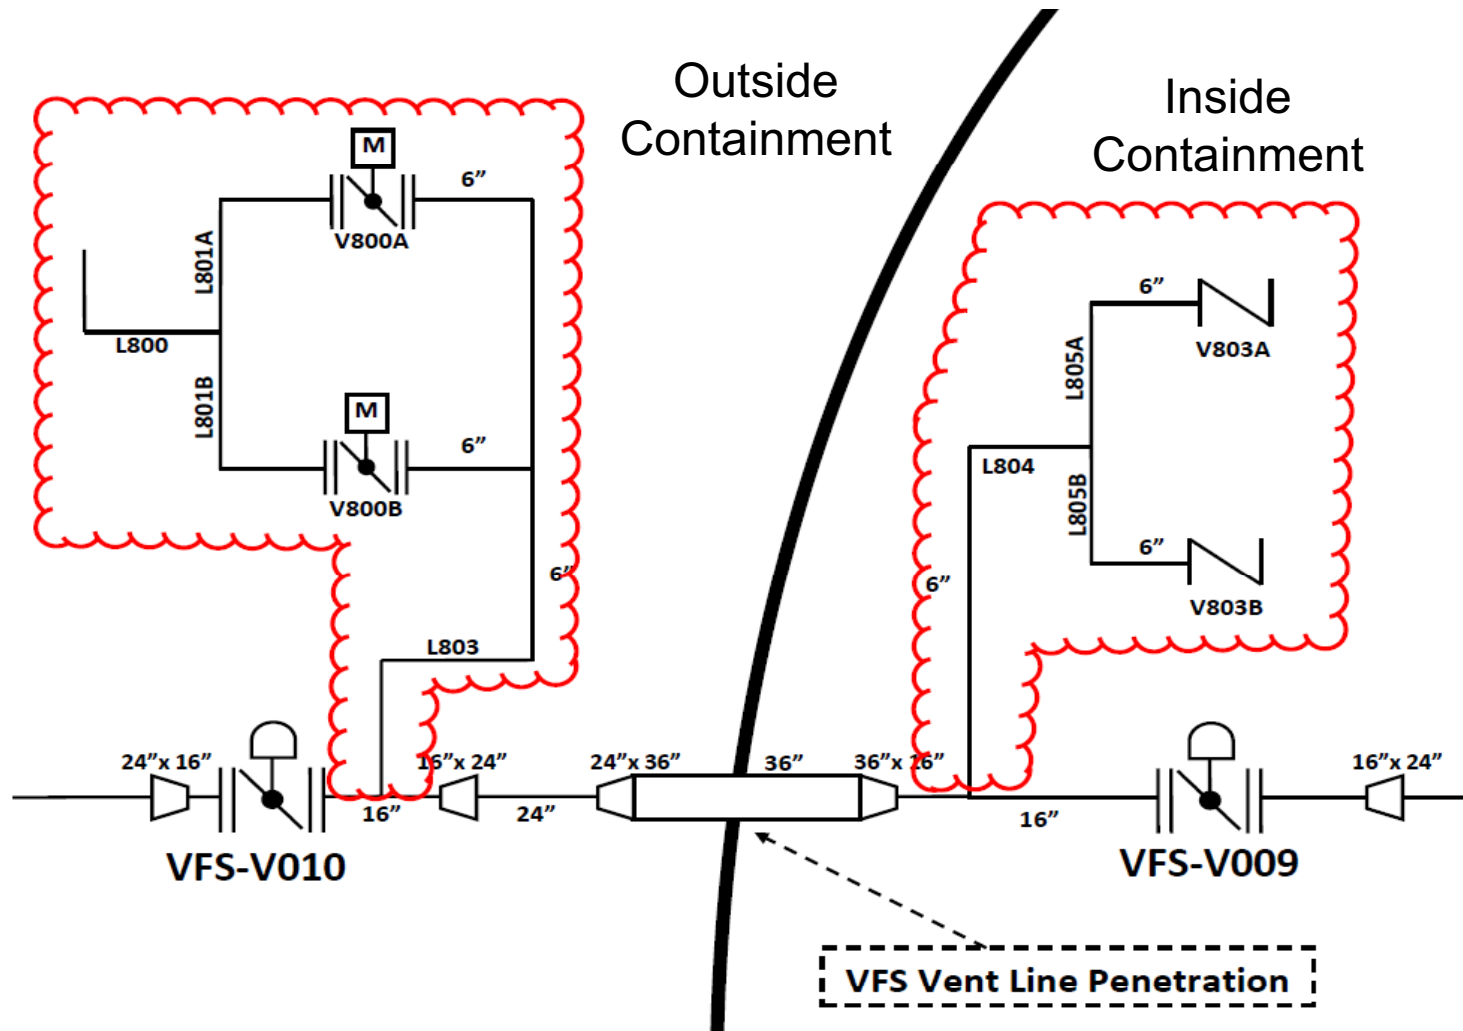 Outside
Containment
Inside
Containment
M
6”
V800A
L801A
L800
L801B
M
6”
V800B
6”
L803
6”
V803A
L805A
L804
L805B
6”
V803B
6”
24”x 16”
16”x 24”
24”x 36”
36”
36”x 16”
16”x 24”
16”
24”
16”
VFS-V010
VFS-V009
VFS Vent Line Penetration